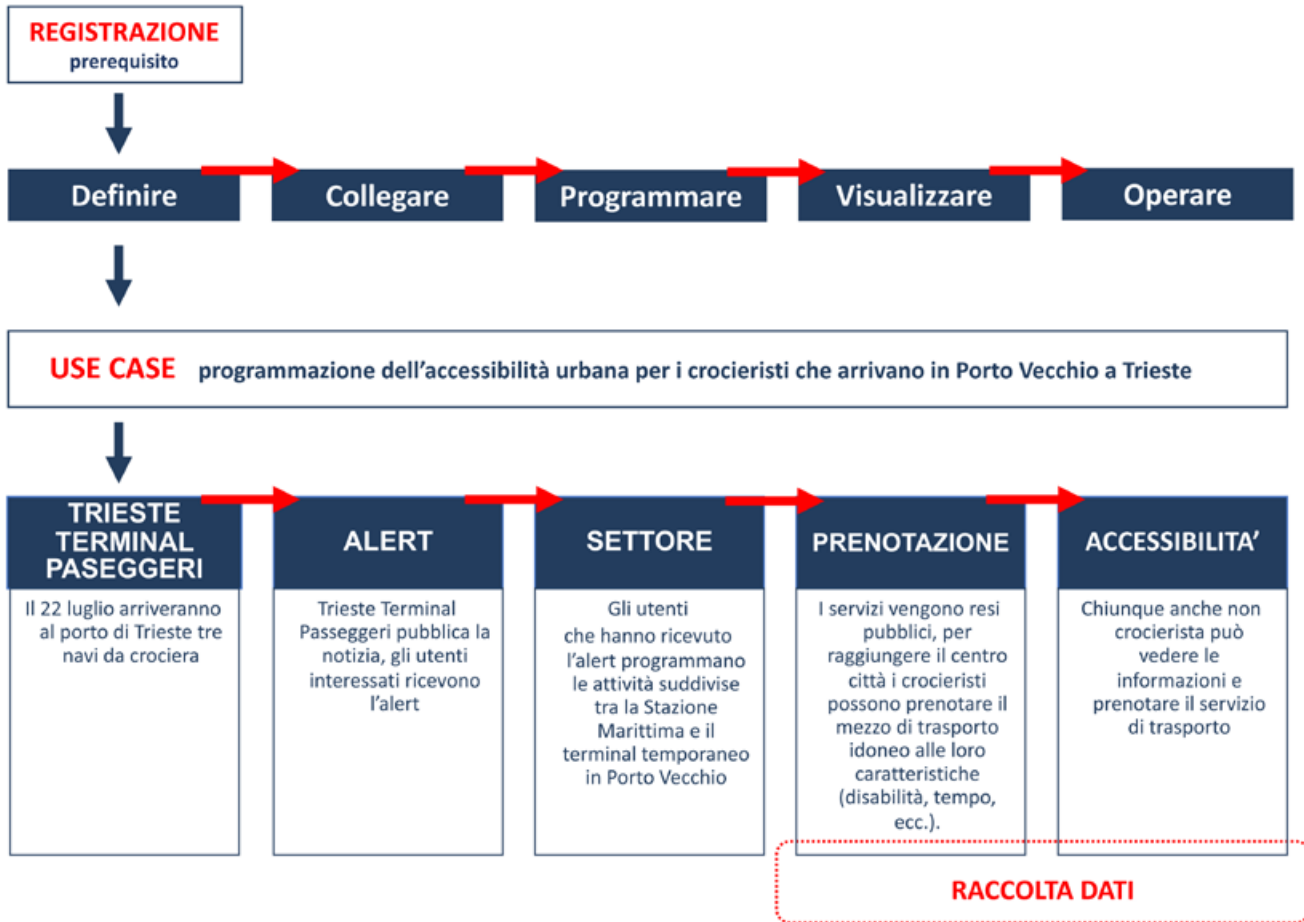 REGISTRAZIONE
prerequisito
Definire
Collegare
Programmare
Visualizzare
Operare
USE CASE programmazione dell'accessibilità urbana per i crocieristi che arrivano in Porto Vecchio a Trieste
TRIESTE
TERMINAL
PASEGGERI
Il 22 luglio arriveranno
al porto di Trieste tre
navi da crociera
ALERT
Trieste Terminal
Passeggeri pubblica la
notizia, gli utenti
interessati ricevono
l'alert
SETTORE
Gli utenti
che hanno ricevuto
l'alert programmano
le attività suddivise
tra la Stazione
Marittima e il
terminal temporaneo
in Porto Vecchio
PRENOTAZIONE
I servizi vengono resi
pubblici, per
raggiungere il centro
città i crocieristi
possono prenotare il
mezzo di trasporto
idoneo alle loro
caratteristiche
(disabilità, tempo,
ecc.).
ACCESSIBILITA'
Chiunque anche non
crocierista può
vedere le
informazioni e
prenotare il servizio
di trasporto
RACCOLTA DATI